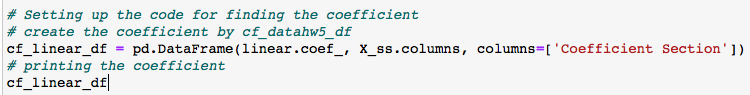 # Setting up the code for finding the coefficient
# create the coefficient by cf_datahw5_df
cf_linear_df = pd.DataFrame(linear.coef_, X_ss.columns, columns=['Coefficient Section'])
# printing the coefficient
cf_linear_df